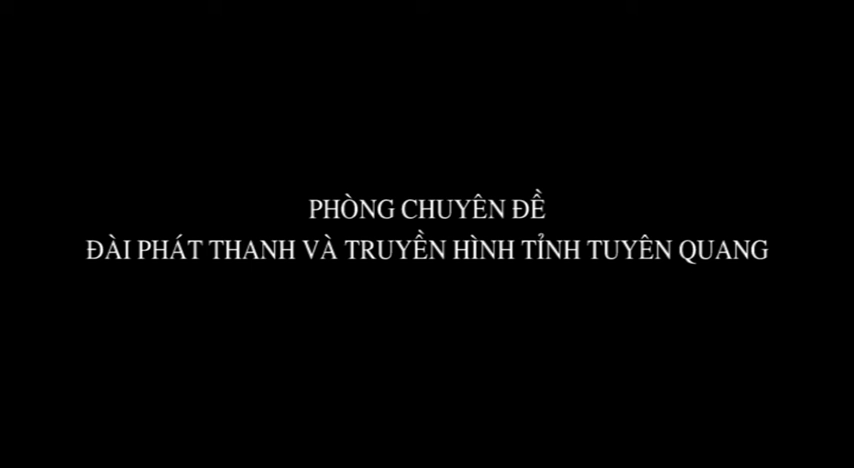 PHÒNG CHUYÊN ĐỀ
ĐÀI PHÁT THANH VÀ TRUYỀN HÌNH TỈNH TUYÊN QUANG